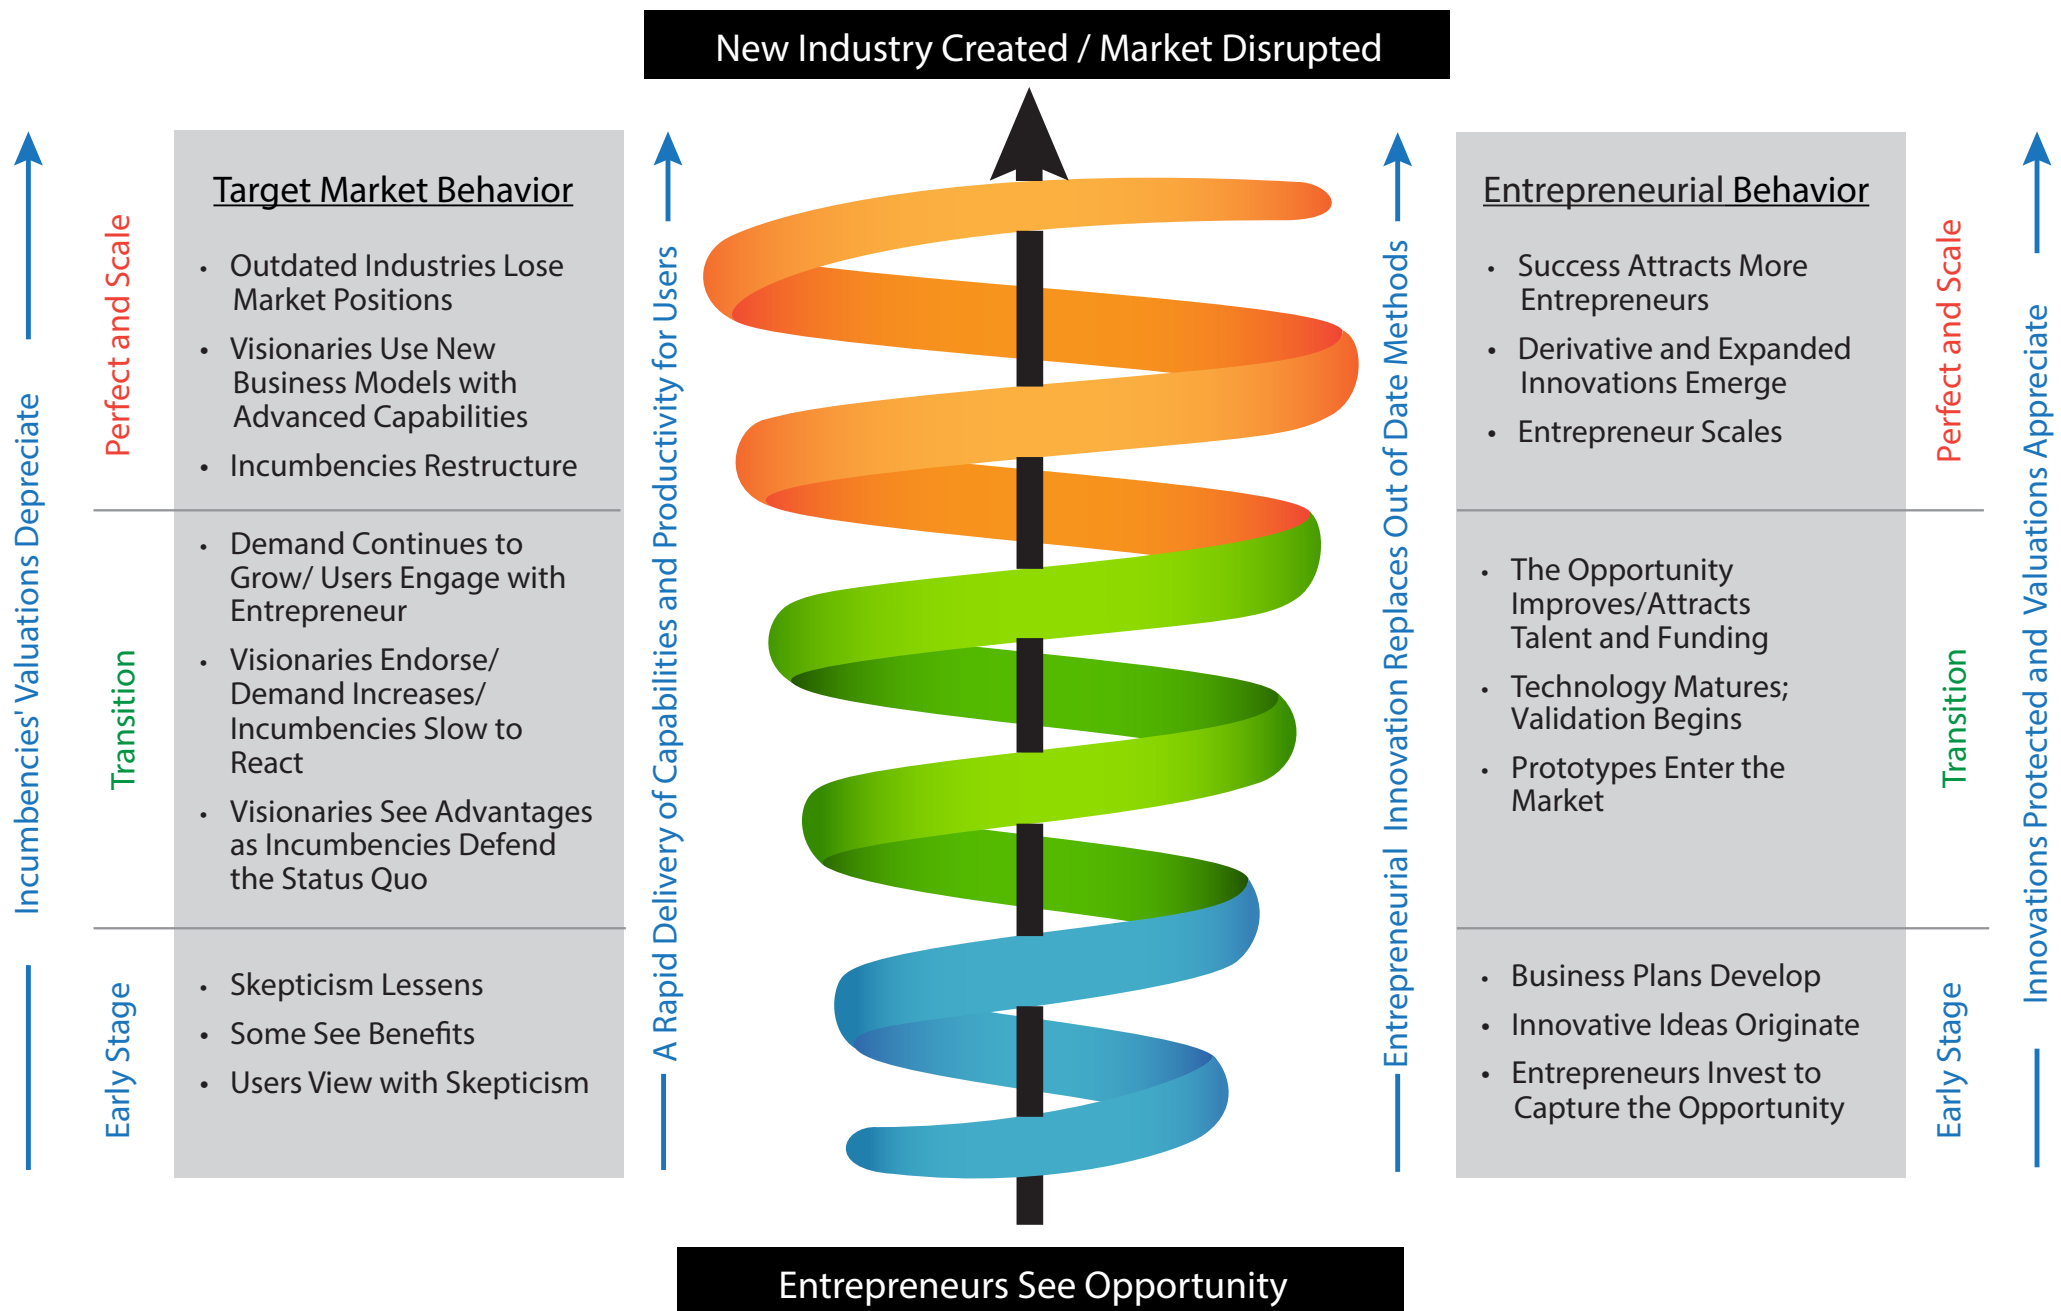 New Industry Created / Market Disrupted
Incumbencies' Valuations Depreciate
Perfect and Scale
Transition
Early Stage
Target Market Behavior
• Outdated Industries Lose
Market Positions
• Visionaries Use New
Business Models with
Advanced Capabilities
• Incumbencies Restructure
• Demand Continues to
Grow/ Users Engage with
Entrepreneur
• Visionaries Endorse/
Demand Increases/
Incumbencies Slow to
React
• Visionaries See Advantages
as Incumbencies Defend
the Status Quo
• Skepticism Lessens
• Some See Benefits
• Users View with Skepticism
A Rapid Delivery of Capabilities and Productivity for Users
Entrepreneurial Innovation Replaces Out of Date Methods
Entrepreneurial Behavior
• Success Attracts More
Entrepreneurs
• Derivative and Expanded
Innovations Emerge
• Entrepreneur Scales
• The Opportunity
Improves/Attracts
Talent and Funding
• Technology Matures;
Validation Begins
• Prototypes Enter the
Market
• Business Plans Develop
• Innovative Ideas Originate
• Entrepreneurs Invest to
Capture the Opportunity
Perfect and Scale
Transition
Early Stage
Innovations Protected and Valuations Appreciate
Entrepreneurs See Opportunity